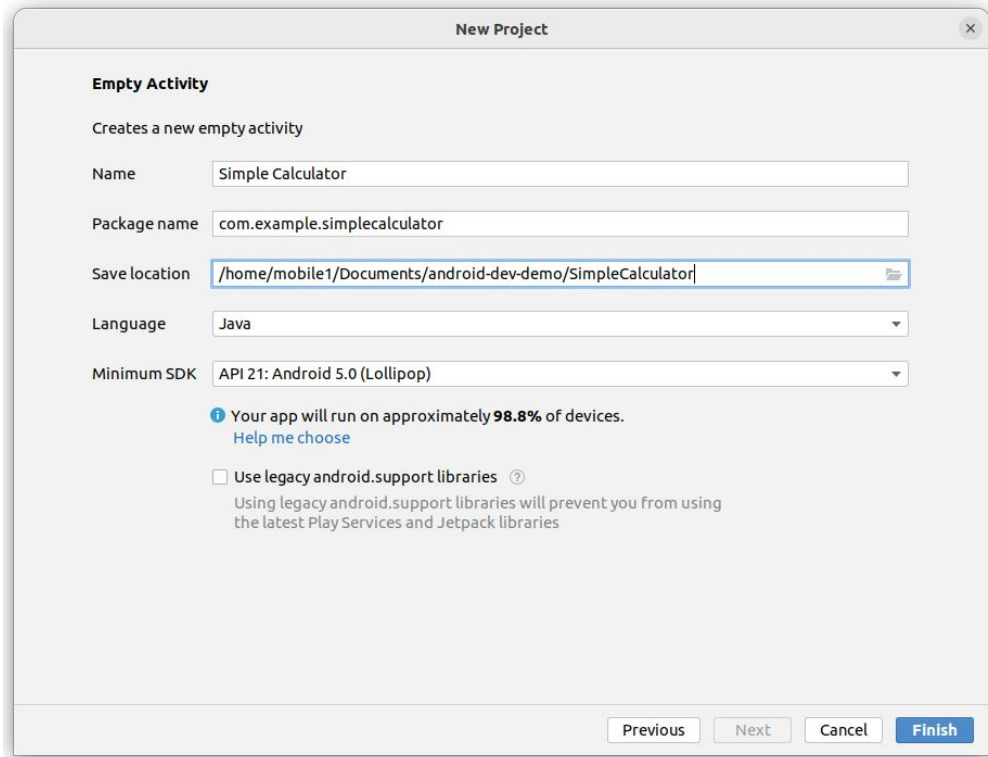 New Project
Empty Activity
Creates a new empty activity
Name Simple Calculator
Package name com.example.simplecalculator
Save location /home/mobile1/Documents/android-dev-demo/SimpleCalculator
Language Java
Minimum SDK API 21: Android 5.0 (Lollipop)
Your app will run on approximately 98.8% of devices.
Help me choose
Use legacy android.support libraries ?
Using legacy android.support libraries will prevent you from using
the latest Play Services and Jetpack libraries
Previous Next Cancel Finish